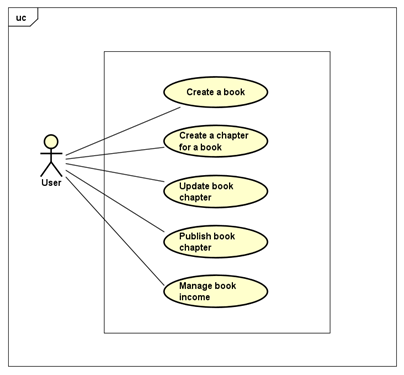 uc
Create a book
Create a chapter
for a book
User
Update book
chapter
Publish book
chapter
Manage book
income